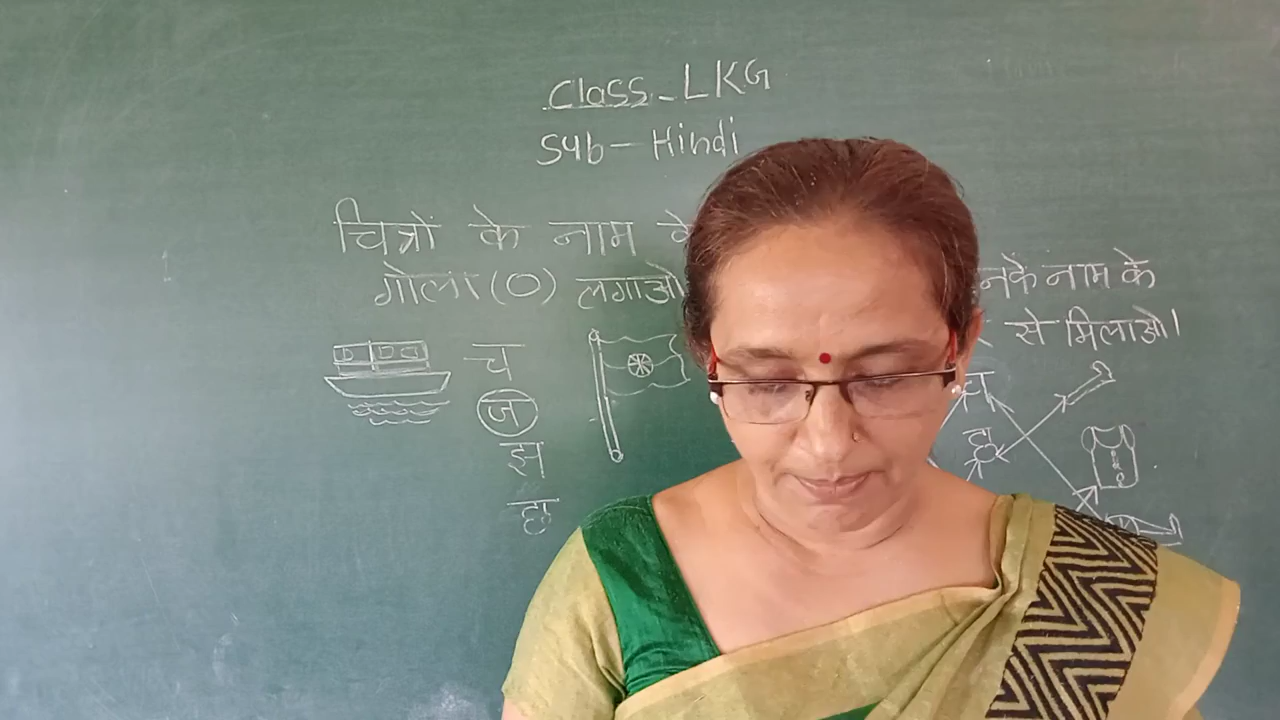 Class - LKG
Sub - Hindi
चित्रों के नाम के
गोला (O) लगाओ
च
ज
झ
छ
नके नाम के
से मिलाओ।
च
छ